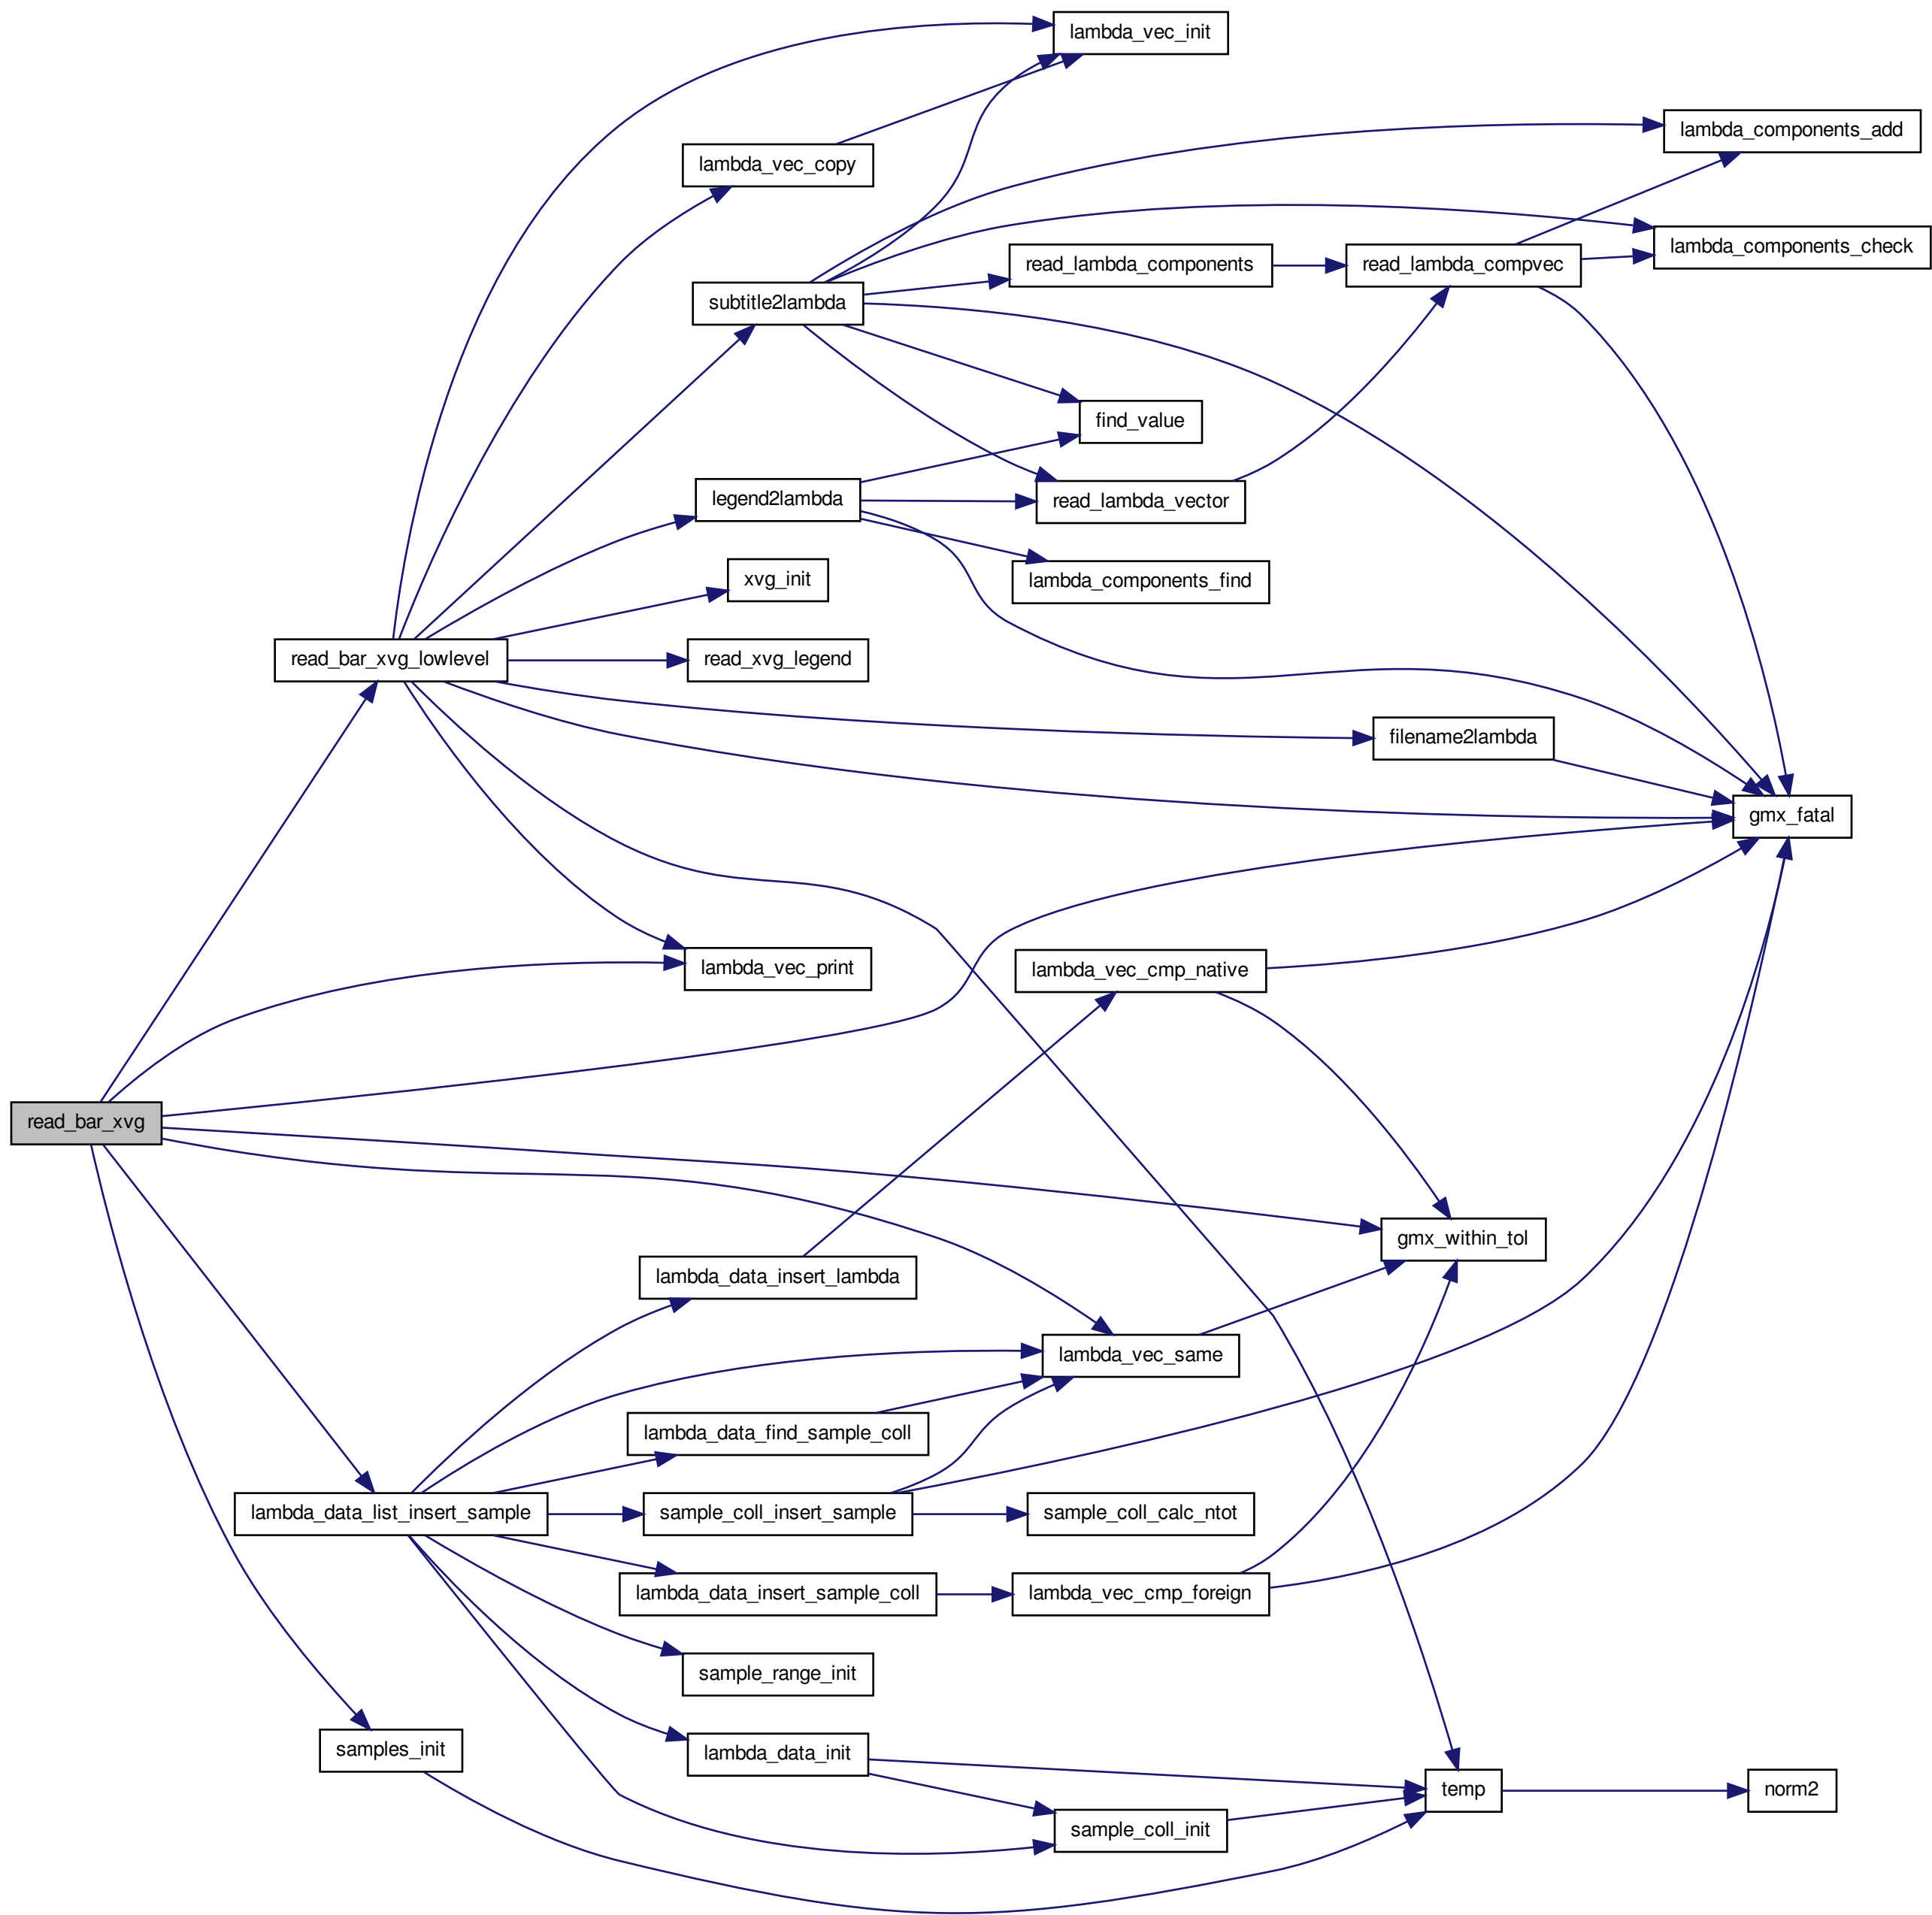 lambda_vec_init
lambda_components_add
lambda_vec_copy
lambda_components_check
read_lambda_components
read_lambda_compvec
subtitle2lambda
find_value
legend2lambda
read_lambda_vector
xvg_init
lambda_components_find
read_bar_xvg_lowlevel
read_xvg_legend
filename2lambda
gmx_fatal
lambda_vec_print
lambda_vec_cmp_native
read_bar_xvg
gmx_within_tol
lambda_data_insert_lambda
lambda_vec_same
lambda_data_find_sample_coll
lambda_data_list_insert_sample
sample_coll_insert_sample
sample_coll_calc_ntot
lambda_data_insert_sample_coll
lambda_vec_cmp_foreign
sample_range_init
samples_init
lambda_data_init
temp
norm2
sample_coll_init